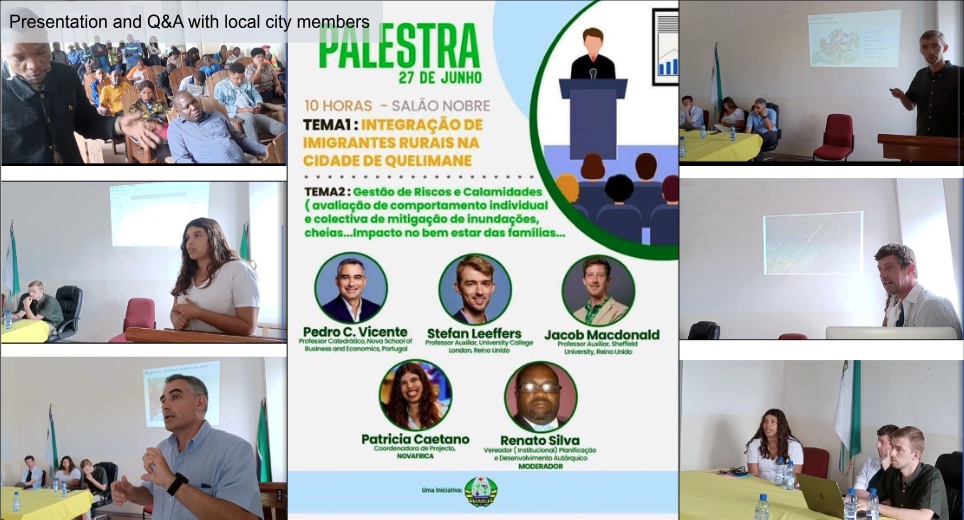 Presentation and Q&A with local city members
PALESTRA
27 DE JUNHO
10 HORAS - SALÃO NOBRE
TEMA1 : INTEGRAÇÃO DE
IMIGRANTES RURAIS NA
CIDADE DE QUELIMANE
TEMA2 : Gestão de Riscos e Calamidades
( avaliação de comportamento individual
e colectiva de mitigação de inundações,
cheias...Impacto no bem estar das famílias...
Pedro C. Vicente
Professor Catedrático, Nova School of
Business and Economics, Portugal
Stefan Leeffers
Professor Auxiliar, University College
London, Reino Unido
Jacob Macdonald
Professor Auxiliar, Sheffield
University, Reino Unido
Patricia Caetano
Coordenadora de Projecto,
NOVAFRICA
Renato Silva
Vereador ( Institucional) Planificação
e Desenvolvimento Autárquico
MODERADOR
Uma Iniciativa: